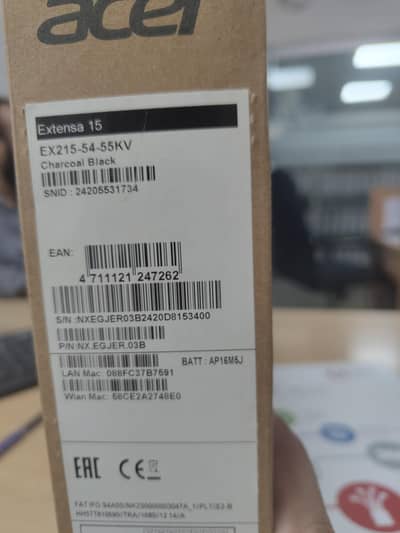 acer
Extensa 15
EX215-54-55KV
Charcoal Black
SNID : 24205531734
EAN:
4 711121 247262
S/N :NXEGJER03B2420D8153400
P/N:NX.EGJER.03B
BATT : AP16M5J
LAN Mac: 088FC37B7591
Wlan Mac: 56CE2A2748E0
EAC CE